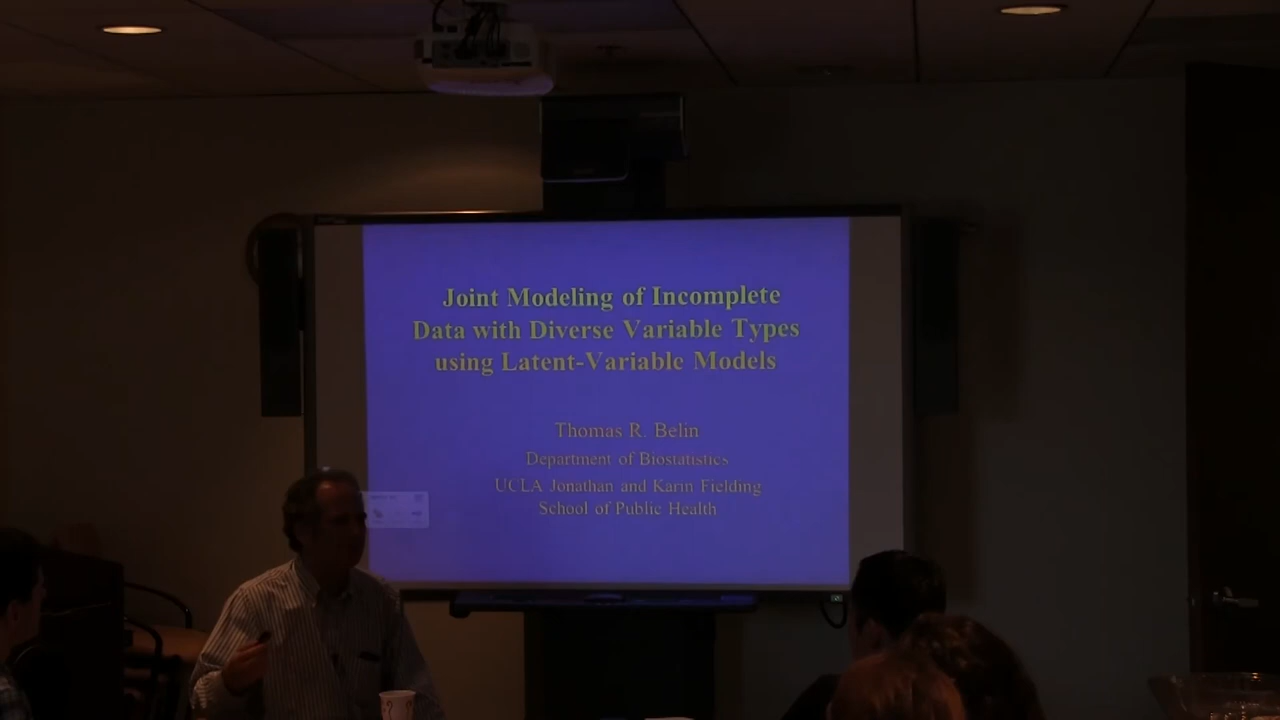 Joint Modeling of Incomplete
Data with Diverse Variable Types
using Latent-Variable Models
Thomas R. Belin
Department of Biostatistics
UCLA Jonathan and Karin Fielding
School of Public Health